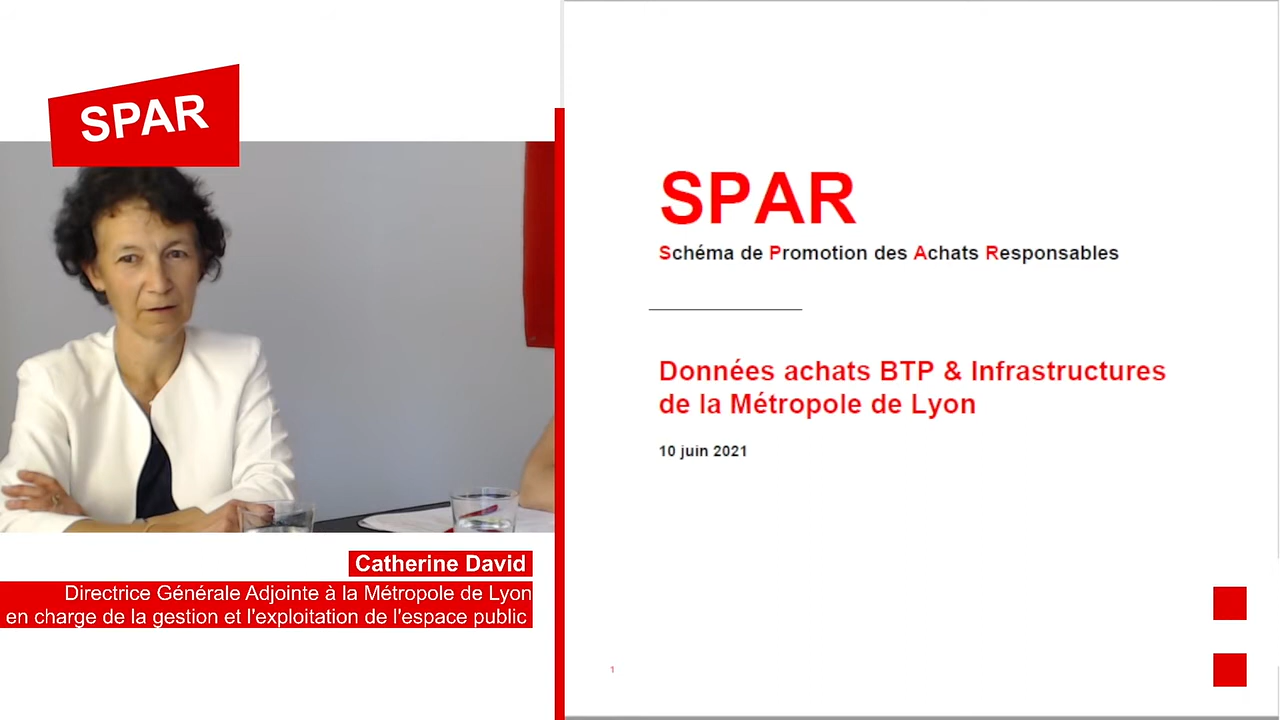 SPAR
Catherine David
Directrice Générale Adjointe à la Métropole de Lyon
en charge de la gestion et l'exploitation de l'espace public
SPAR
Schéma de Promotion des Achats Responsables
Données achats BTP & Infrastructures
de la Métropole de Lyon
10 juin 2021
1